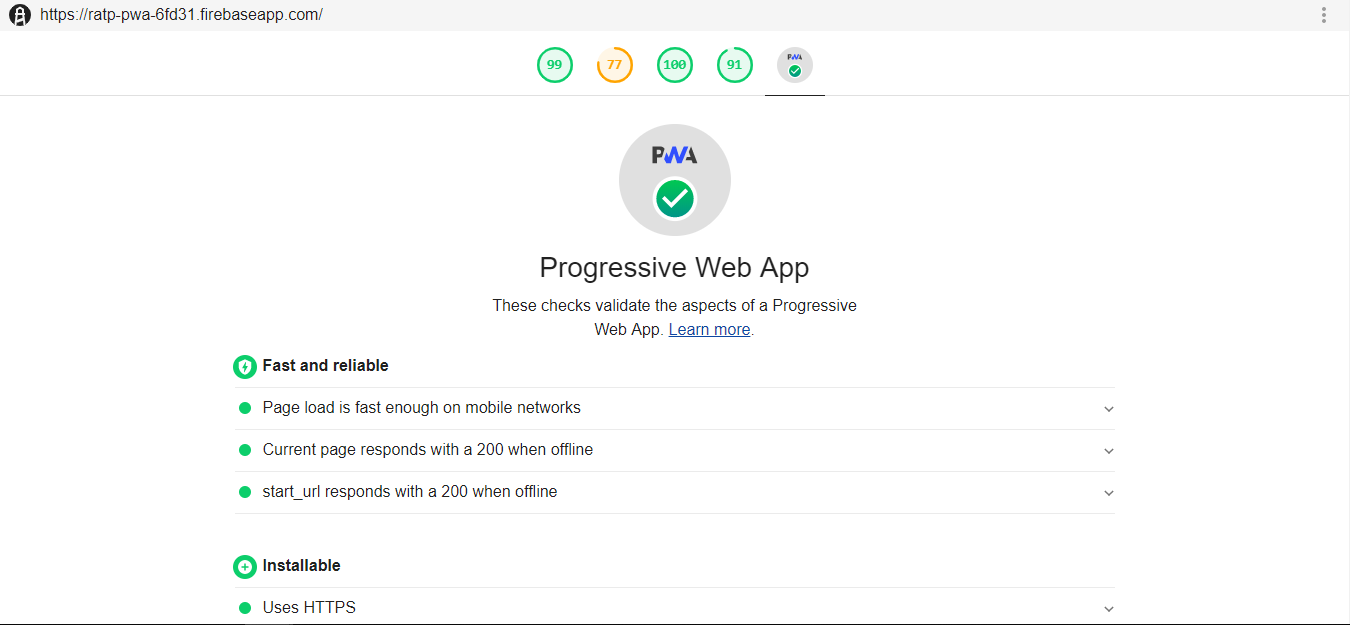 https://ratp-pwa-6fd31.firebaseapp.com/
99 77 100 91 PWA
PWA
Progressive Web App
These checks validate the aspects of a Progressive
Web App. Learn more.
Fast and reliable
Page load is fast enough on mobile networks
Current page responds with a 200 when offline
start_url responds with a 200 when offline
Installable
Uses HTTPS